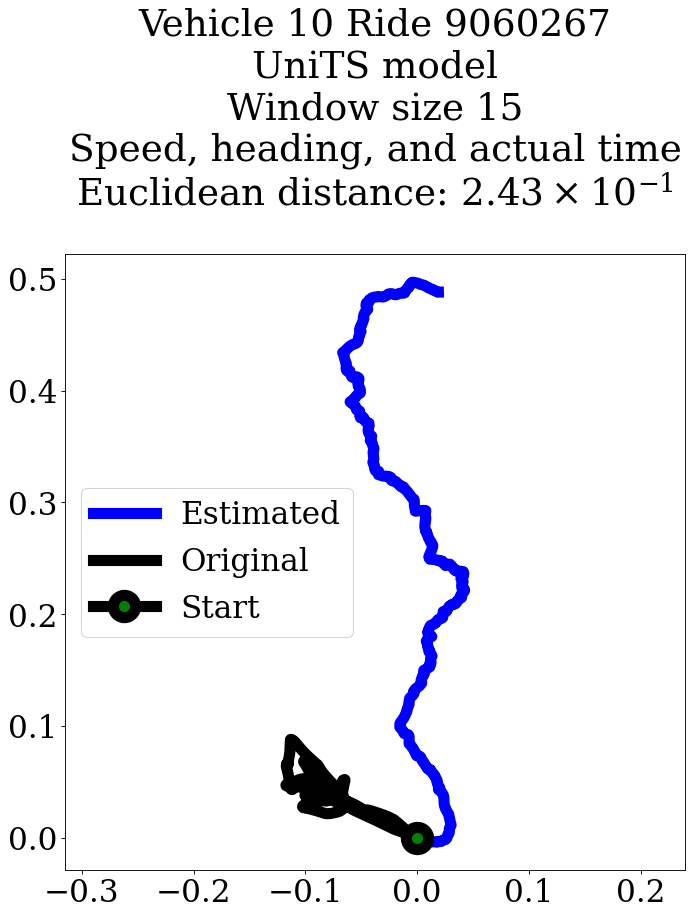 Vehicle 10 Ride 9060267
UniTS model
Window size 15
Speed, heading, and actual time
Euclidean distance: 2.43 × 10⁻¹
0.5
0.4
0.3
0.2
0.1
0.0
Estimated
Original
Start
−0.3 −0.2 −0.1 0.0 0.1 0.2